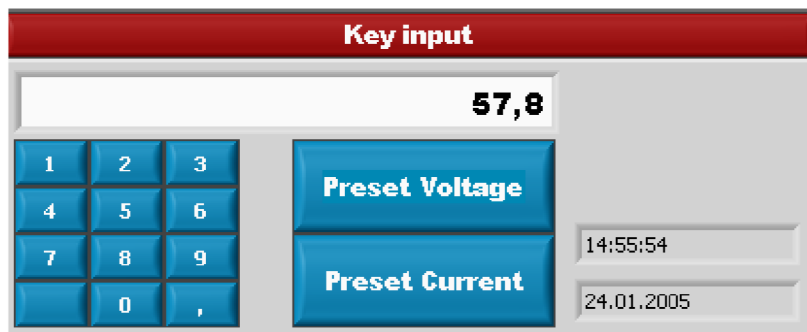 Key input
57,8
1 2 3
4 5 6
7 8 9
0 ,
Preset Voltage
Preset Current
14:55:54
24.01.2005